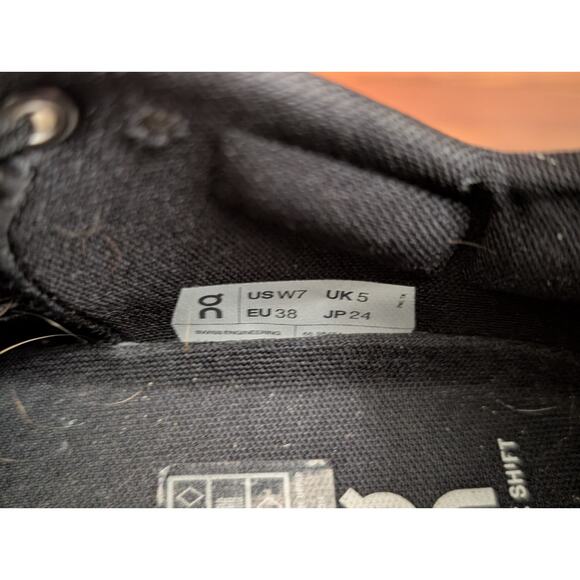 US W7 UK 5
EU 38 JP 24
SWISS ENGINEERING
SHIFT